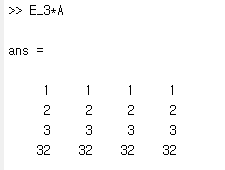 >> E_3*A
ans =
1 1 1 1
2 2 2 2
3 3 3 3
32 32 32 32